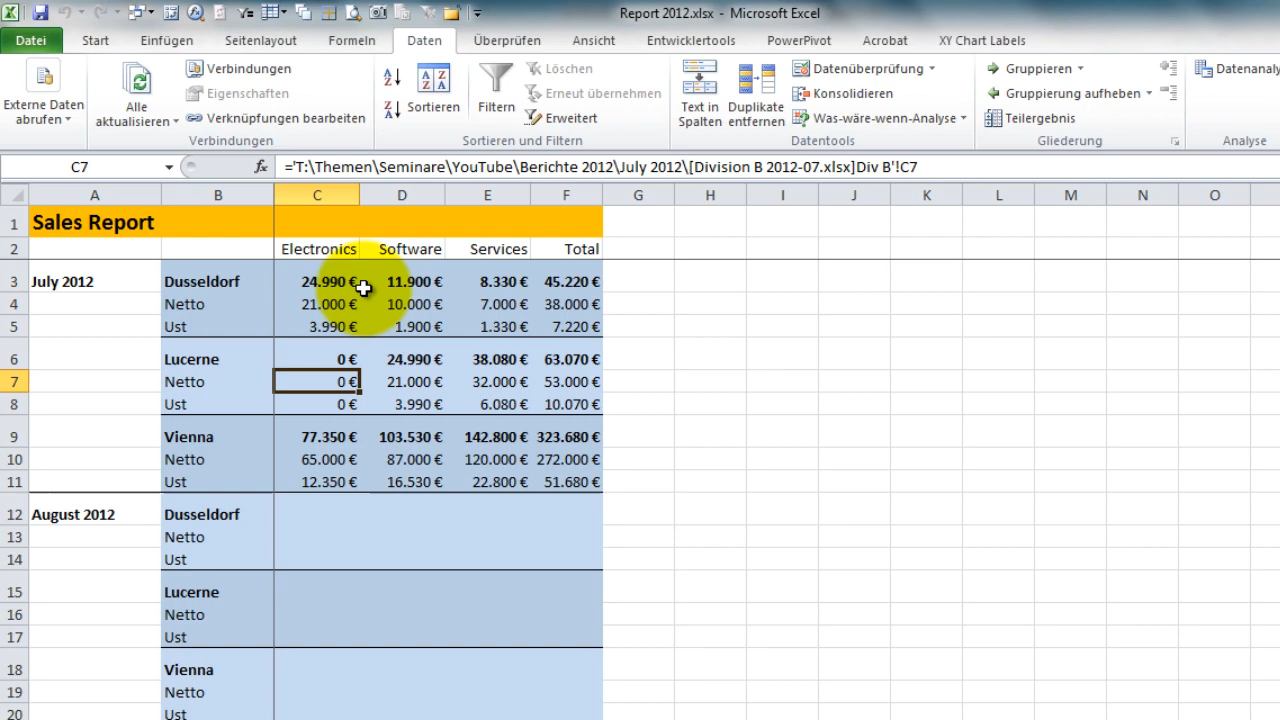 Report 2012.xlsx - Microsoft Excel
Datei Start Einfügen Seitenlayout Formeln Daten Überprüfen Ansicht Entwicklertools PowerPivot Acrobat XY Chart Labels
Externe Daten abrufen
Alle aktualisieren
Verbindungen
Eigenschaften
Verknüpfungen bearbeiten
Verbindungen
Sortieren
Filtern
Löschen
Erneut übernehmen
Erweitert
Sortieren und Filtern
Text in Spalten
Duplikate entfernen
Datenüberprüfung
Konsolidieren
Was-wäre-wenn-Analyse
Datentools
Gruppieren
Gruppierung aufheben
Teilergebnis
Gliederung
Datenanaly
Analyse
C7 fx ='T:\Themen\Seminare\YouTube\Berichte 2012\July 2012\[Division B 2012-07.xlsx]Div B'!C7
A B C D E F G H I J K L M N O
1 Sales Report
2 Electronics Software Services Total
3 July 2012 Dusseldorf 24.990 € 11.900 € 8.330 € 45.220 €
4 Netto 21.000 € 10.000 € 7.000 € 38.000 €
5 Ust 3.990 € 1.900 € 1.330 € 7.220 €
6 Lucerne 0 € 24.990 € 38.080 € 63.070 €
7 Netto 0 € 21.000 € 32.000 € 53.000 €
8 Ust 0 € 3.990 € 6.080 € 10.070 €
9 Vienna 77.350 € 103.530 € 142.800 € 323.680 €
10 Netto 65.000 € 87.000 € 120.000 € 272.000 €
11 Ust 12.350 € 16.530 € 22.800 € 51.680 €
12 August 2012 Dusseldorf
13 Netto
14 Ust
15 Lucerne
16 Netto
17 Ust
18 Vienna
19 Netto
20 Ust